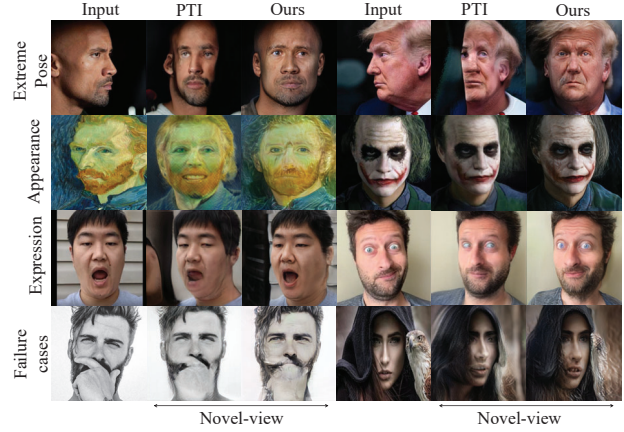 Input PTI Ours Input PTI Ours
Extreme
Pose
Appearance
Expression
Failure
cases
Novel-view Novel-view